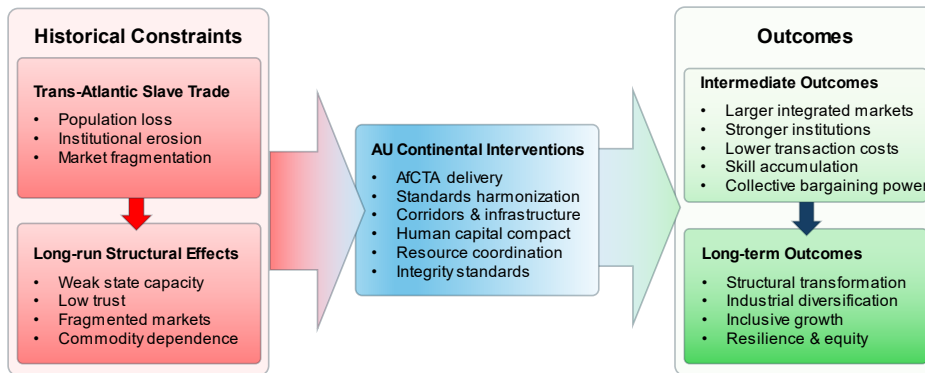 Historical Constraints
Trans-Atlantic Slave Trade
• Population loss
• Institutional erosion
• Market fragmentation
Long-run Structural Effects
• Weak state capacity
• Low trust
• Fragmented markets
• Commodity dependence
AU Continental Interventions
• AfCTA delivery
• Standards harmonization
• Corridors & infrastructure
• Human capital compact
• Resource coordination
• Integrity standards
Outcomes
Intermediate Outcomes
• Larger integrated markets
• Stronger institutions
• Lower transaction costs
• Skill accumulation
• Collective bargaining power
Long-term Outcomes
• Structural transformation
• Industrial diversification
• Inclusive growth
• Resilience & equity